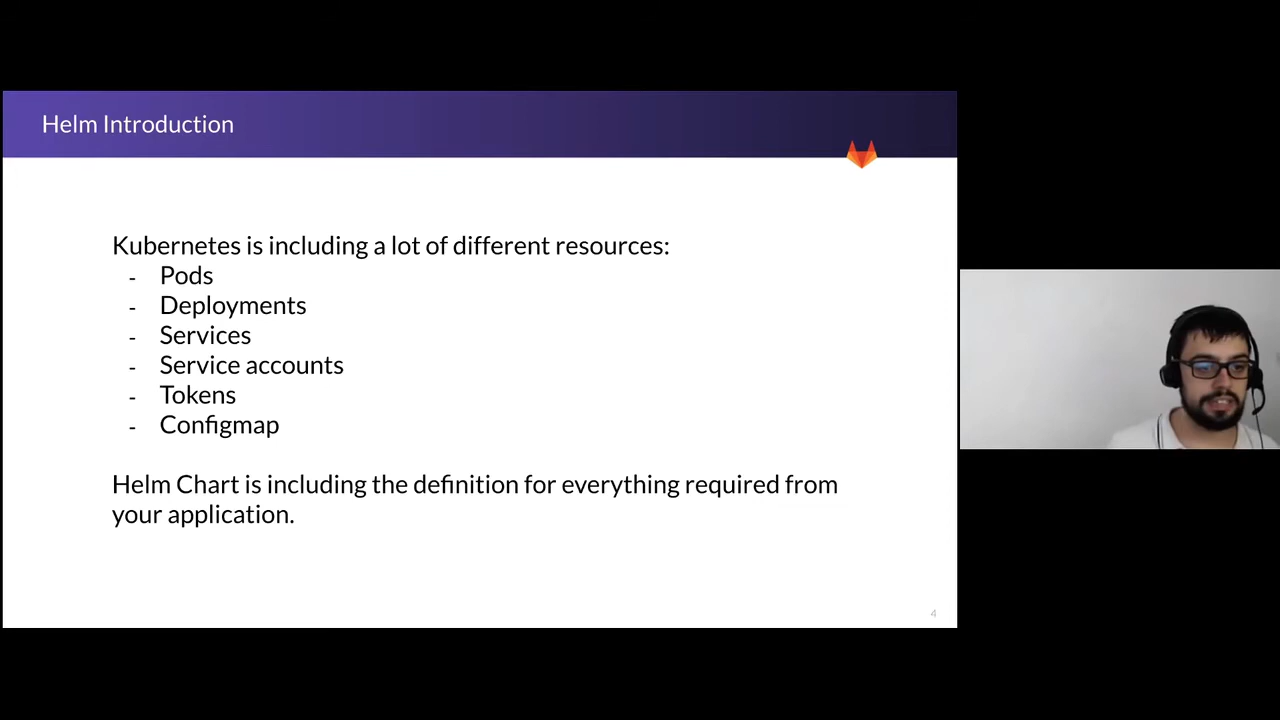 Helm Introduction
Kubernetes is including a lot of different resources:
- Pods
- Deployments
- Services
- Service accounts
- Tokens
- Configmap
Helm Chart is including the definition for everything required from
your application.
4